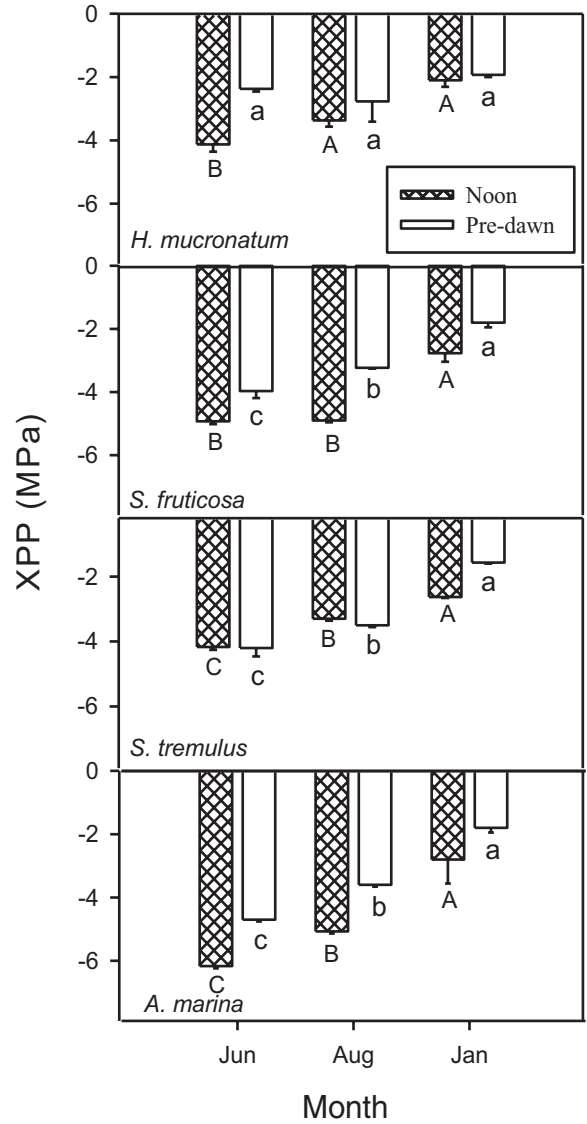 0
-2
-4
-6
B
a
A
a
A
a
Noon
Pre-dawn
H. mucronatum
0
-2
-4
-6
B
c
B
b
A
a
S. fruticosa
-2
-4
-6
C
c
B
b
A
a
S. tremulus
0
-2
-4
-6
C
c
B
b
A
a
A. marina
XPP (MPa)
Jun Aug Jan
Month